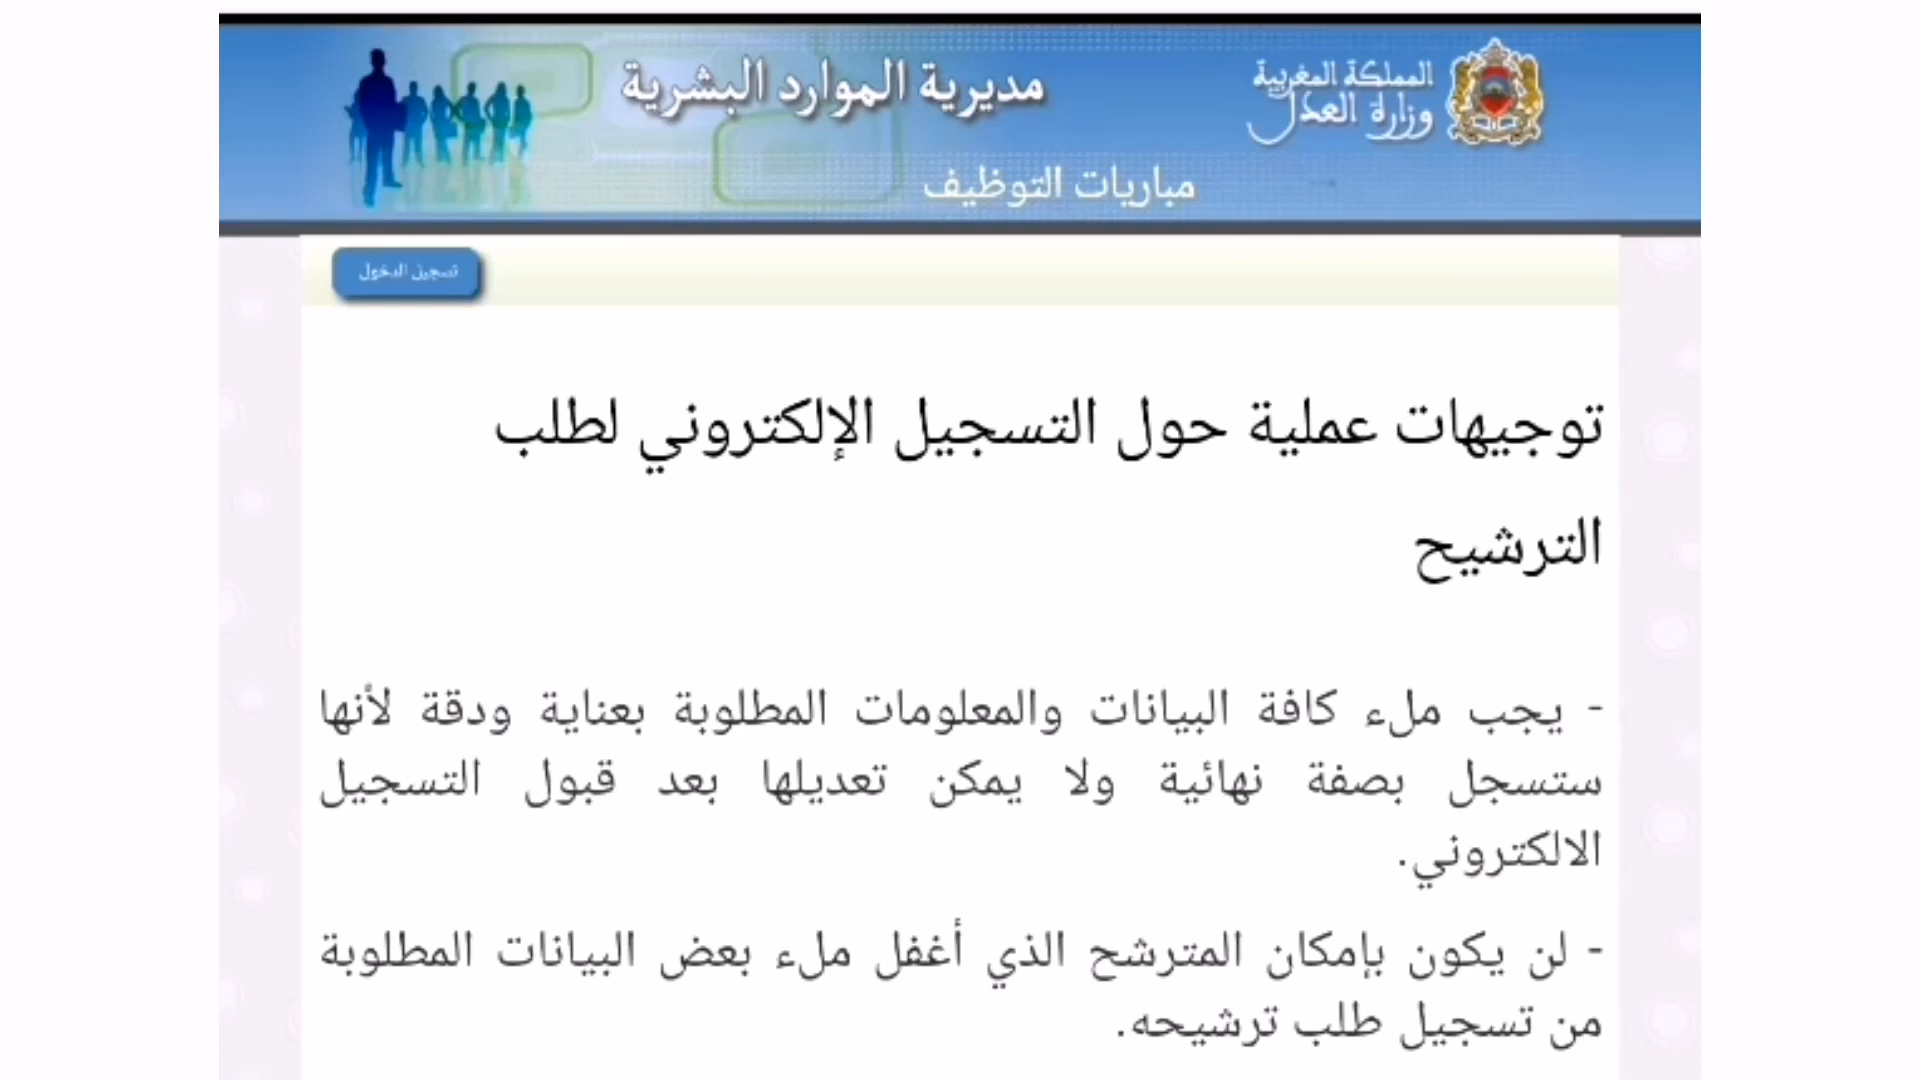 المملكة المغربية
وزارة العدل
مديرية الموارد البشرية
مباريات التوظيف
تسجيل الدخول
توجيهات عملية حول التسجيل الإلكتروني لطلب
الترشيح
- يجب ملء كافة البيانات والمعلومات المطلوبة بعناية ودقة لأنها
ستسجل بصفة نهائية ولا يمكن تعديلها بعد قبول التسجيل
الالكتروني.
- لن يكون بإمكان المترشح الذي أغفل ملء بعض البيانات المطلوبة
من تسجيل طلب ترشيحه.